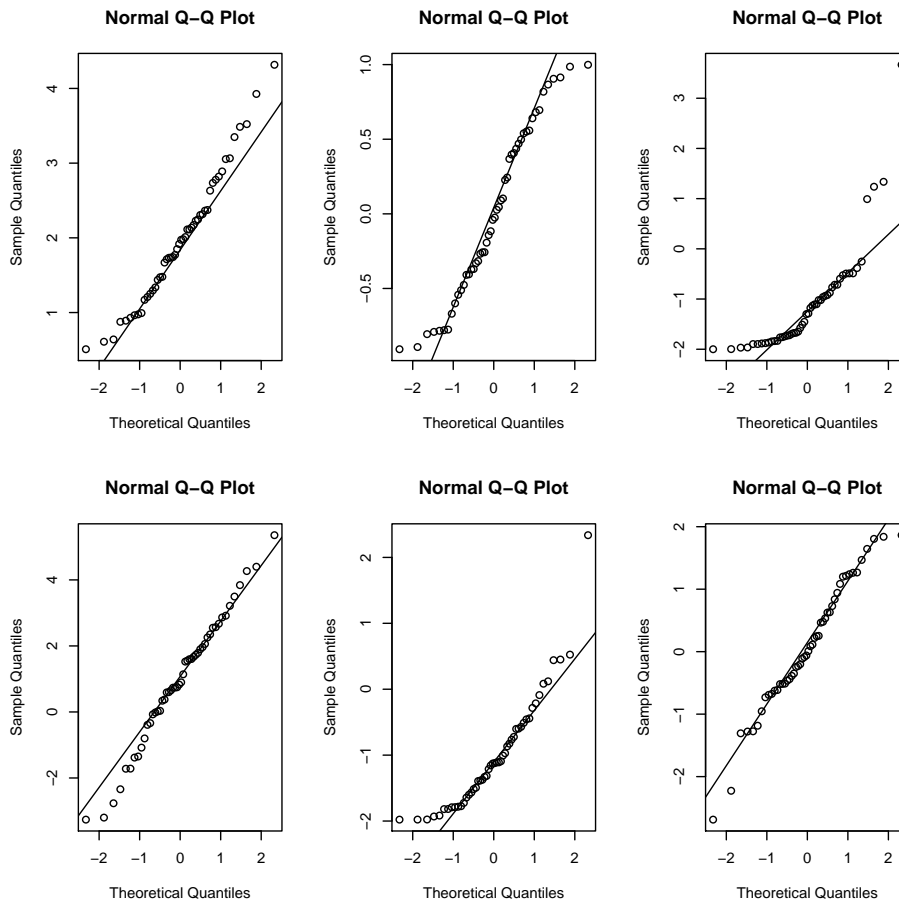 Normal Q−Q Plot
Sample Quantiles
4
3
2
1
−2 −1 0 1 2
Theoretical Quantiles
Normal Q−Q Plot
Sample Quantiles
1.0
0.5
0.0
−0.5
−2 −1 0 1 2
Theoretical Quantiles
Normal Q−Q Plot
Sample Quantiles
3
2
1
0
−1
−2
−2 −1 0 1 2
Theoretical Quantiles
Normal Q−Q Plot
Sample Quantiles
4
2
0
−2
−2 −1 0 1 2
Theoretical Quantiles
Normal Q−Q Plot
Sample Quantiles
2
1
0
−1
−2
−2 −1 0 1 2
Theoretical Quantiles
Normal Q−Q Plot
Sample Quantiles
2
1
0
−1
−2
−2 −1 0 1 2
Theoretical Quantiles